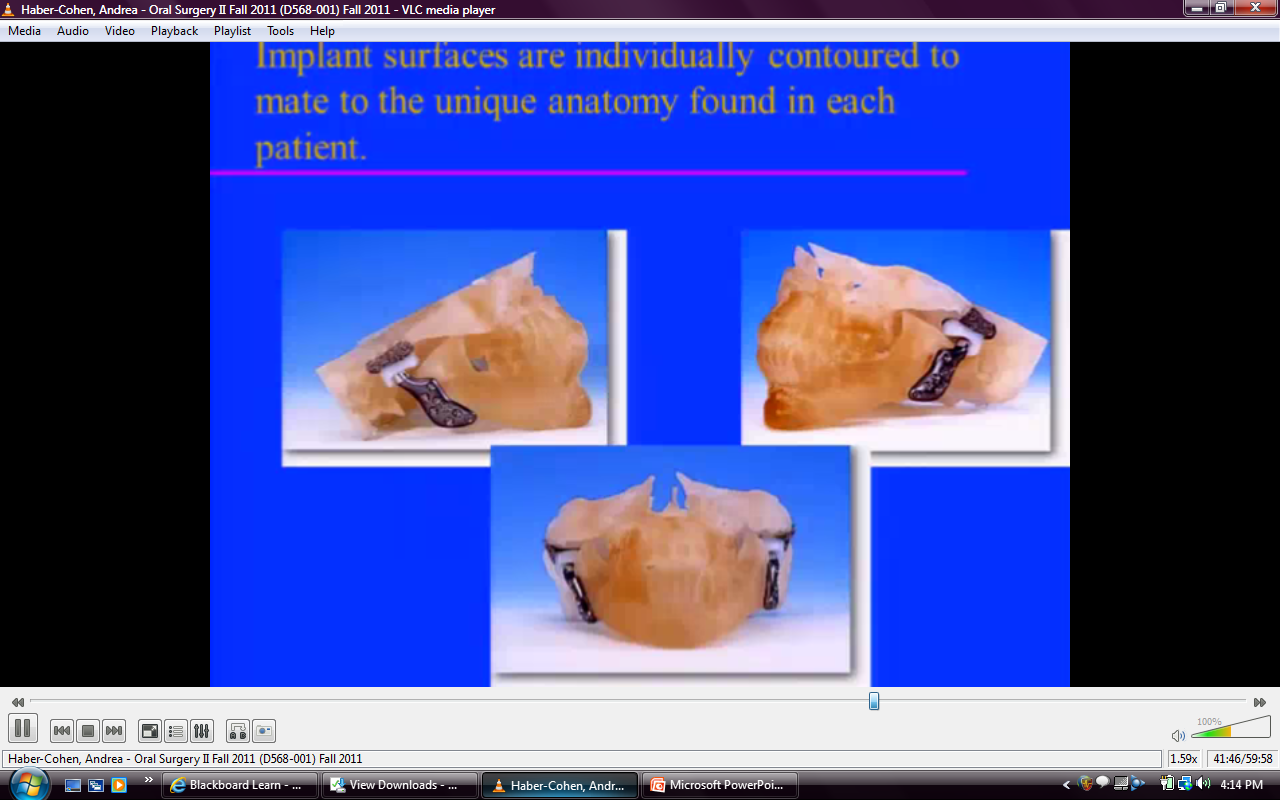 Haber-Cohen, Andrea - Oral Surgery II Fall 2011 (D568-001) Fall 2011 - VLC media player
Media Audio Video Playback Playlist Tools Help
Implant surfaces are individually contoured to
mate to the unique anatomy found in each
patient.
100%
Haber-Cohen, Andrea - Oral Surgery II Fall 2011 (D568-001) Fall 2011
1.59x
41:46/59:58
Blackboard Learn - ...
View Downloads - ...
Haber-Cohen, Andr...
Microsoft PowerPoi...
4:14 PM